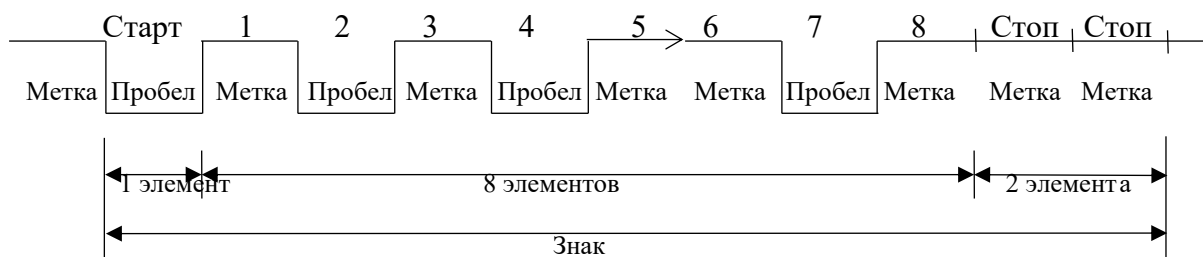 Старт 1 2 3 4 5 6 7 8 Стоп Стоп
Метка Пробел Метка Пробел Метка Пробел Метка Метка Пробел Метка Метка Метка
1 элемент 8 элементов 2 элемента
Знак